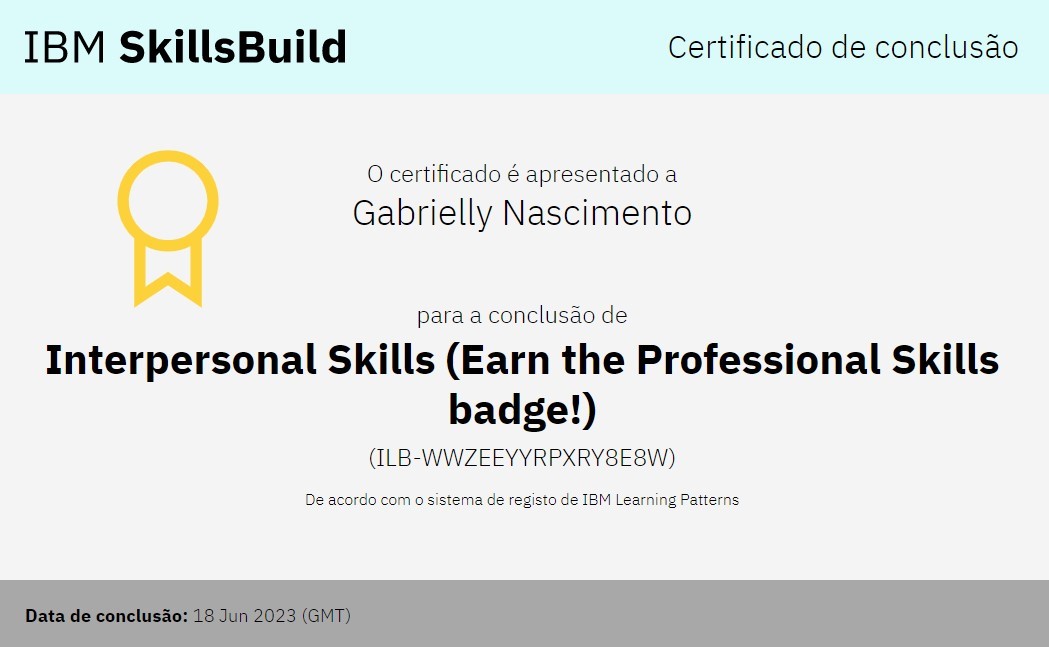 IBM SkillsBuild
Certificado de conclusão
O certificado é apresentado a
Gabrielly Nascimento
para a conclusão de
Interpersonal Skills (Earn the Professional Skills
badge!)
(ILB-WWZEEYYRPXRY8E8W)
De acordo com o sistema de registo de IBM Learning Patterns
Data de conclusão: 18 Jun 2023 (GMT)